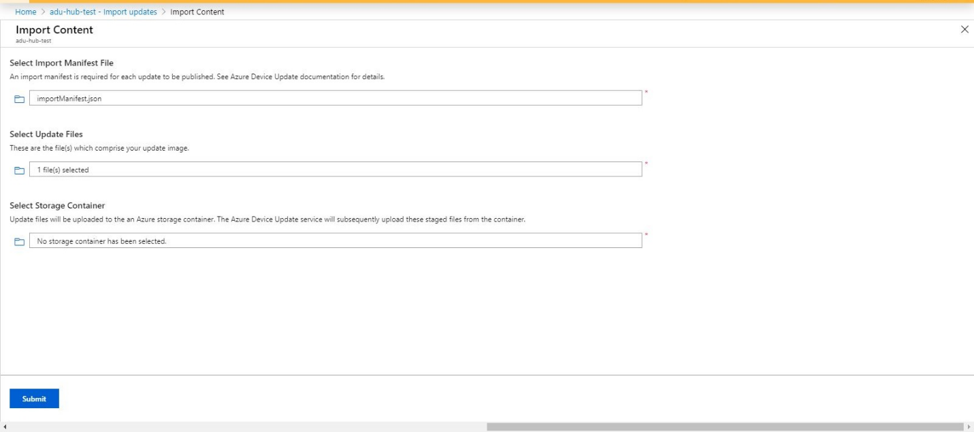 Home > adu-hub-test - Import updates > Import Content
Import Content
adu-hub-test
Select Import Manifest File
An import manifest is required for each update to be published. See Azure Device Update documentation for details.
importManifest.json
*
Select Update Files
These are the file(s) which comprise your update image.
1 file(s) selected
*
Select Storage Container
Update files will be uploaded to the an Azure storage container. The Azure Device Update service will subsequently upload these staged files from the container.
No storage container has been selected.
*
Submit